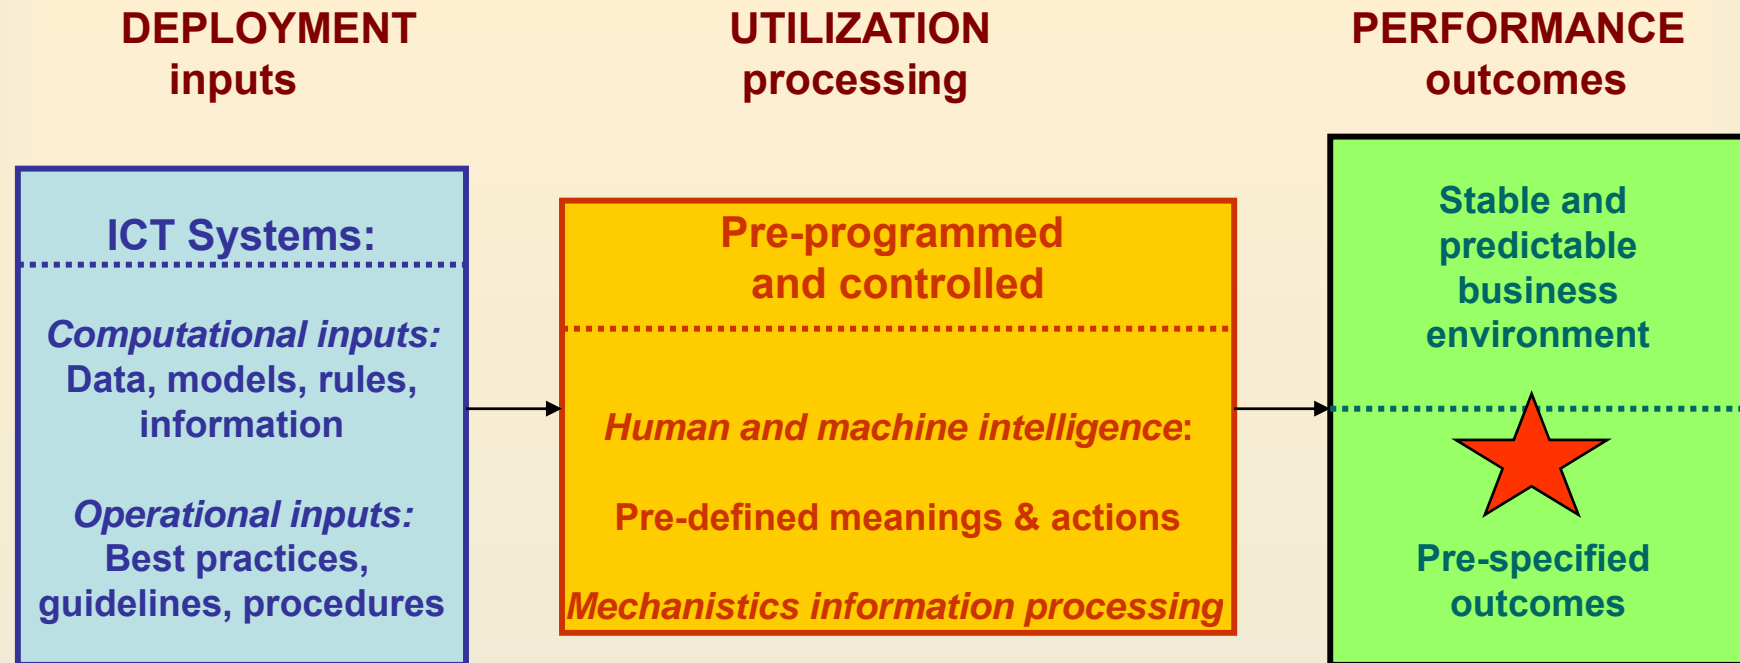 DEPLOYMENT
inputs
UTILIZATION
processing
PERFORMANCE
outcomes
ICT Systems:
Computational inputs:
Data, models, rules,
information
Operational inputs:
Best practices,
guidelines, procedures
Pre-programmed
and controlled
Human and machine intelligence:
Pre-defined meanings & actions
Mechanistics information processing
Stable and
predictable
business
environment
Pre-specified
outcomes